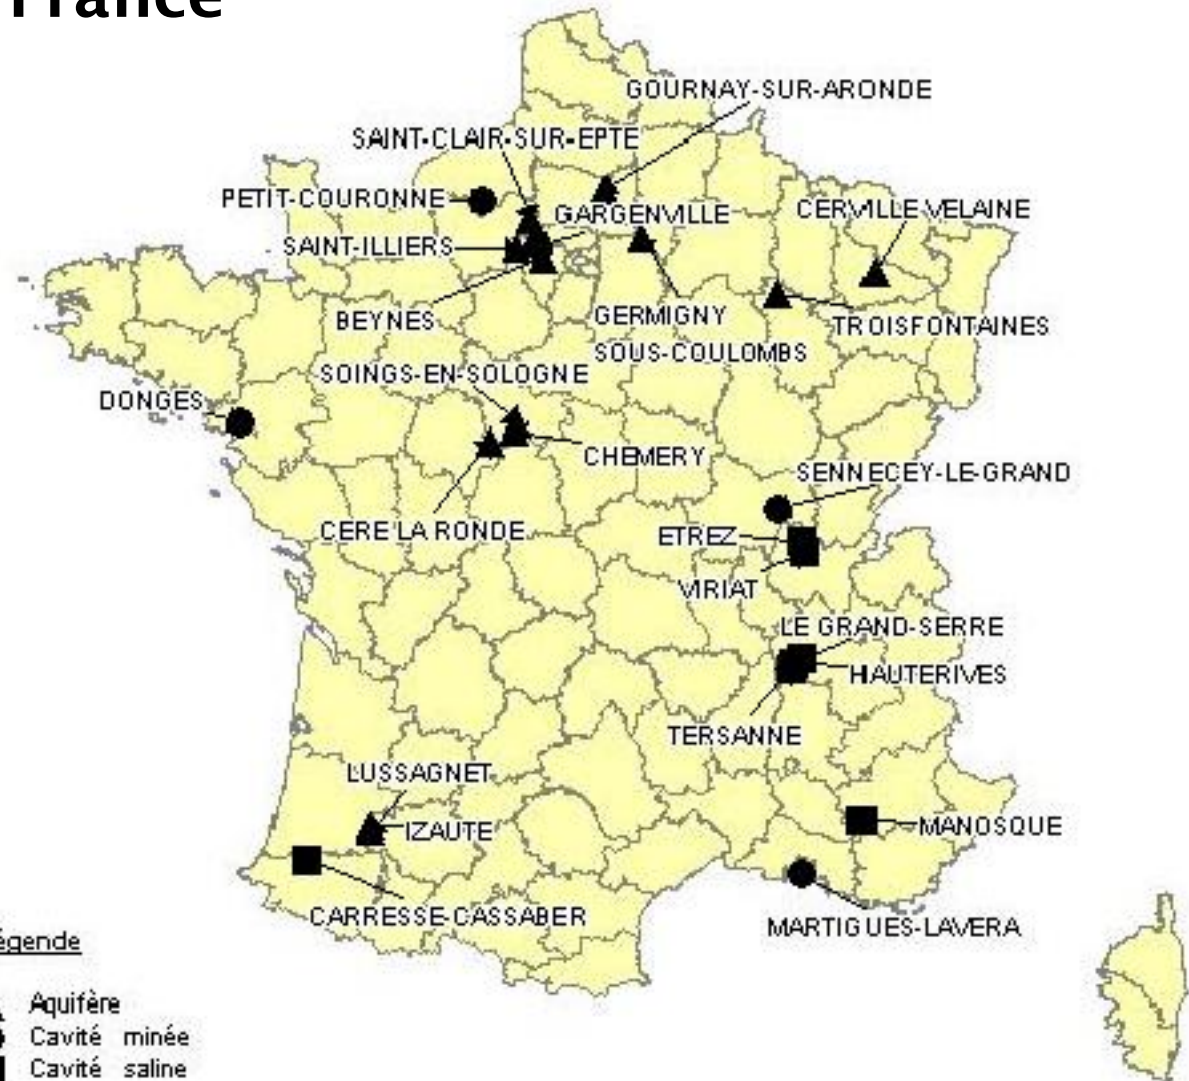 France
GOURNAY-SUR-ARONDE
SAINT-CLAIR-SUR-EPTE
PETIT-COURONNE
GARGENVILLE
CERVILLE VELAINE
SAINT-ILLIERS
BEYNES
GERMIGNY
SOUS-COULOMBS
TROISFONTAINES
SOINGS-EN-SOLOGNE
DONGES
CHEMERY
SENNECEY-LE-GRAND
CERE LA RONDE
ETREZ
VIRIAT
LE GRAND-SERRE
HAUTERIVES
TERSANNE
LUSSAGNET
IZAUTE
MANOSQUE
CARRESSE-CASSABER
MARTIGUES-LAVERA
égende
Aquifère
Cavité minée
Cavité saline